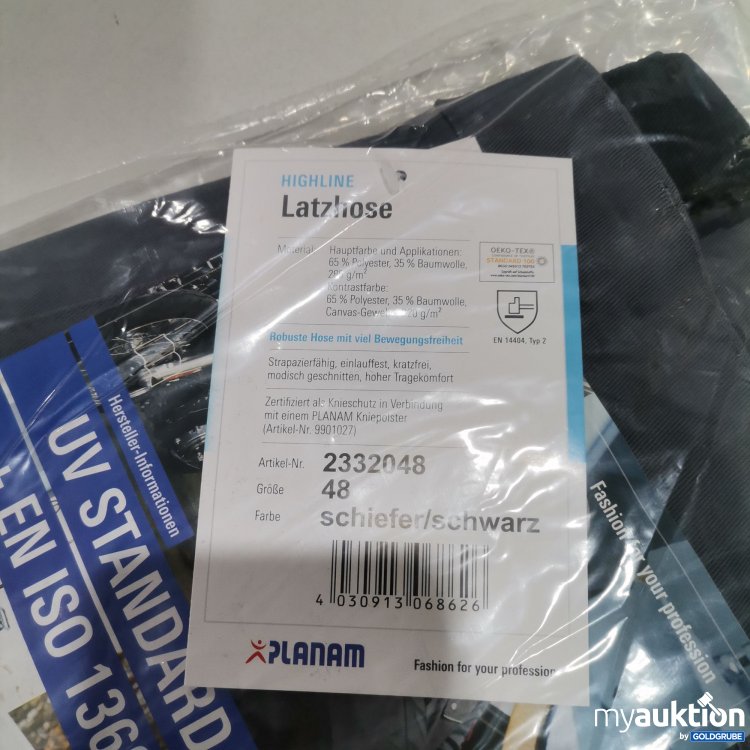 HIGHLINE
Latzhose
Material: Hauptfarbe und Applikationen:
65 % Polyester, 35 % Baumwolle,
g/m²
Kontrastfarbe:
65 % Polyester, 35 % Baumwolle,
g/m²
OEKO-TEX®
STANDARD 100
EN 14404, Typ 2
Robuste Hose mit viel Bewegungsfreiheit
Strapazierfähig, einlauffest, kratzfrei,
modisch geschnitten, hoher Tragekomfort
Zertifiziert als Knieschutz in Verbindung
mit einem PLANAM Kniepolster
(Artikel-Nr. 9901027)
Artikel-Nr. 2332048
Größe 48
Farbe schiefer/schwarz
4 030913 068626
PLANAM
Fashion for your profession
Hersteller-Informationen
UV STANDARD
EN ISO
Fashion for your profession
myauktion
by GOLDGRUBE